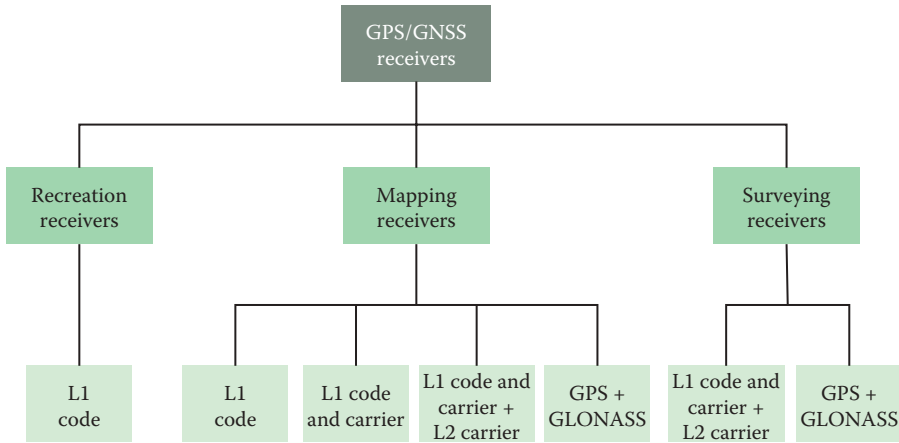 GPS/GNSS
receivers
Recreation
receivers
Mapping
receivers
Surveying
receivers
L1
code
L1
code
L1 code
and carrier
L1 code and
carrier +
L2 carrier
GPS +
GLONASS
L1 code and
carrier +
L2 carrier
GPS +
GLONASS